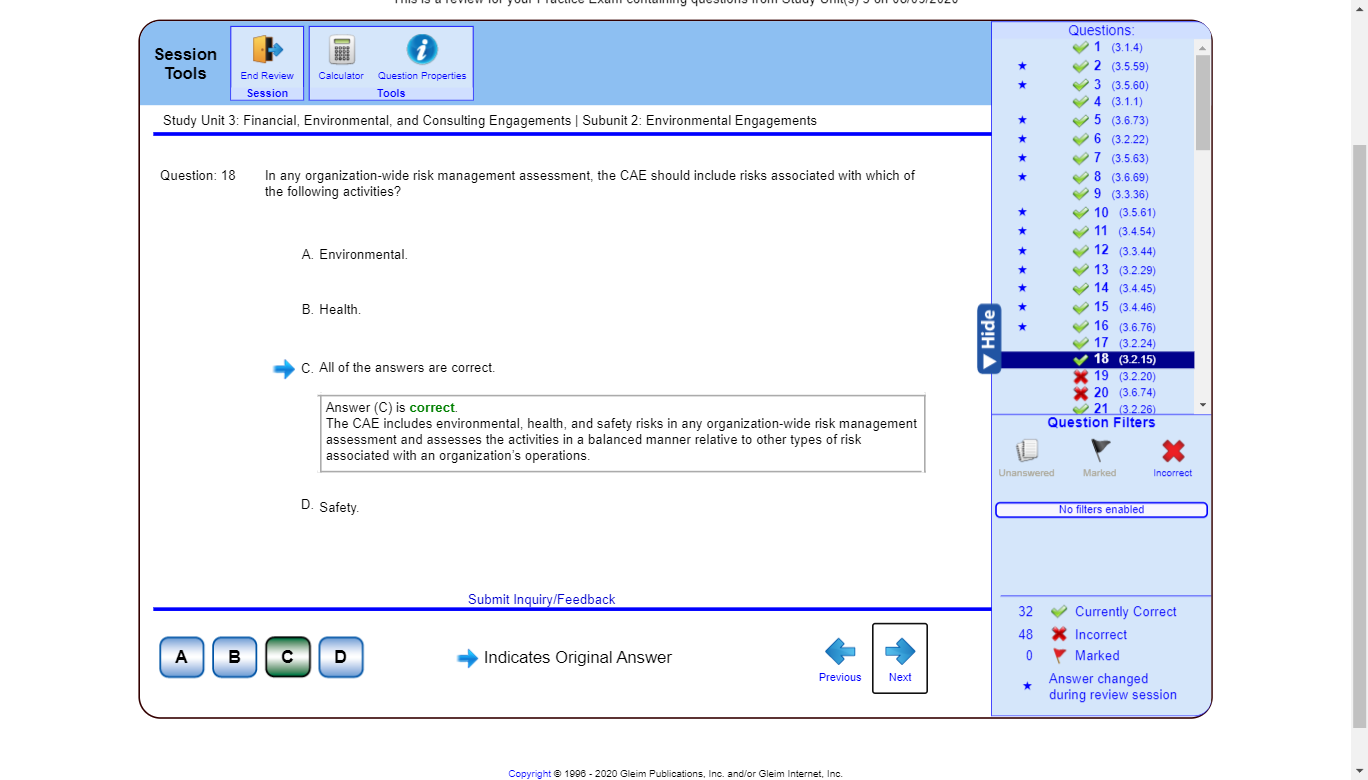 This is a review for your Practice Exam containing questions from Study Unit(s) 3 on
Session
Tools
End Review
Session
Calculator
Question Properties
Tools
Study Unit 3: Financial, Environmental, and Consulting Engagements | Subunit 2: Environmental Engagements
Question: 18
In any organization-wide risk management assessment, the CAE should include risks associated with which of
the following activities?
A. Environmental.
B. Health.
C. All of the answers are correct.
Answer (C) is correct.
The CAE includes environmental, health, and safety risks in any organization-wide risk management
assessment and assesses the activities in a balanced manner relative to other types of risk
associated with an organization's operations.
D. Safety.
Submit Inquiry/Feedback
A
B
C
D
Indicates Original Answer
Previous
Next
Questions:
1 (3.1.4)
2 (3.5.59)
3 (3.5.60)
4 (3.1.1)
5 (3.6.73)
6 (3.2.22)
7 (3.5.63)
8 (3.6.69)
9 (3.3.36)
10 (3.5.61)
11 (3.4.54)
12 (3.3.44)
13 (3.2.29)
14 (3.4.45)
15 (3.4.46)
16 (3.6.76)
17 (3.2.24)
18 (3.2.15)
19 (3.2.20)
20 (3.6.74)
21 (3.2.26)
Hide
Question Filters
Unanswered
Marked
Incorrect
No filters enabled
32 Currently Correct
48 Incorrect
0 Marked
Answer changed
during review session
Copyright © 1996 - 2020 Gleim Publications, Inc. and/or Gleim Internet, Inc.